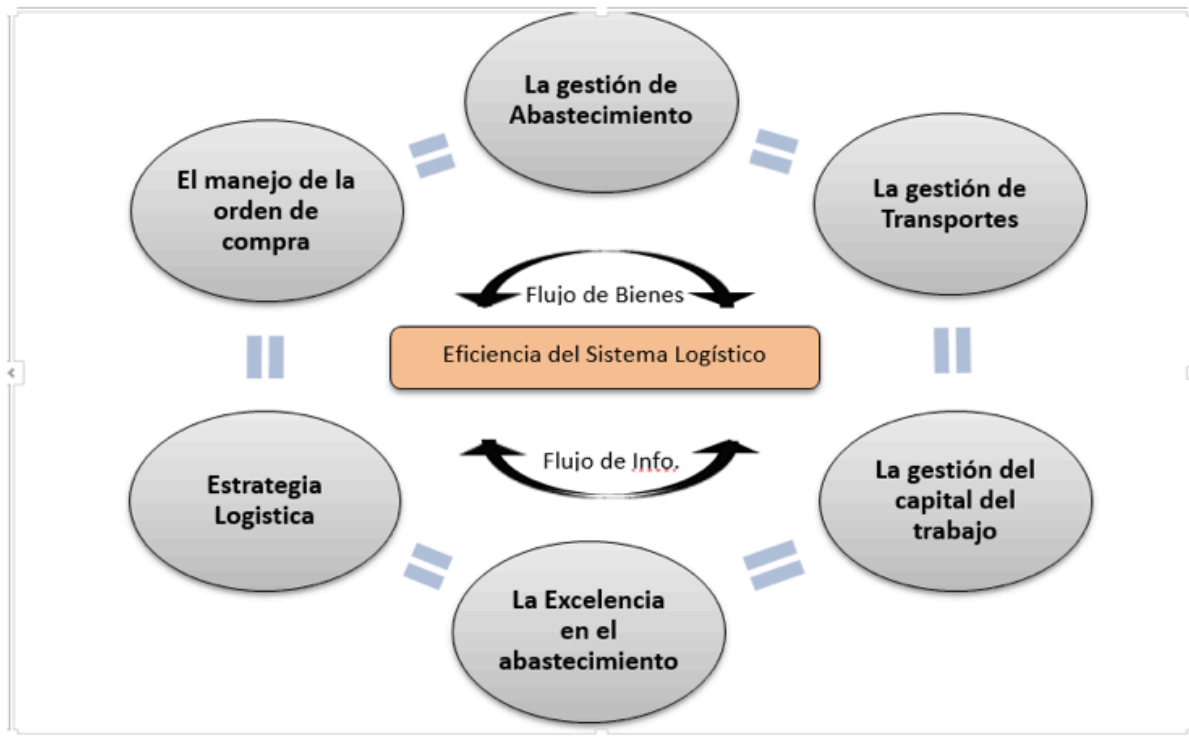 La gestión de
Abastecimiento
El manejo de la
orden de
compra
La gestión de
Transportes
Flujo de Bienes
Eficiencia del Sistema Logístico
Flujo de Info.
Estrategia
Logistica
La gestión del
capital del
trabajo
La Excelencia
en el
abastecimiento